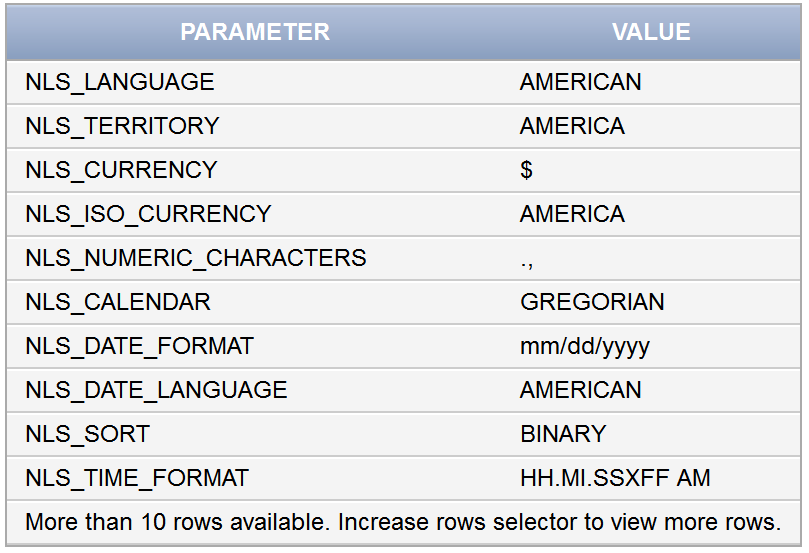 PARAMETER VALUE
NLS_LANGUAGE AMERICAN
NLS_TERRITORY AMERICA
NLS_CURRENCY $
NLS_ISO_CURRENCY AMERICA
NLS_NUMERIC_CHARACTERS .,
NLS_CALENDAR GREGORIAN
NLS_DATE_FORMAT mm/dd/yyyy
NLS_DATE_LANGUAGE AMERICAN
NLS_SORT BINARY
NLS_TIME_FORMAT HH.MI.SSXFF AM
More than 10 rows available. Increase rows selector to view more rows.